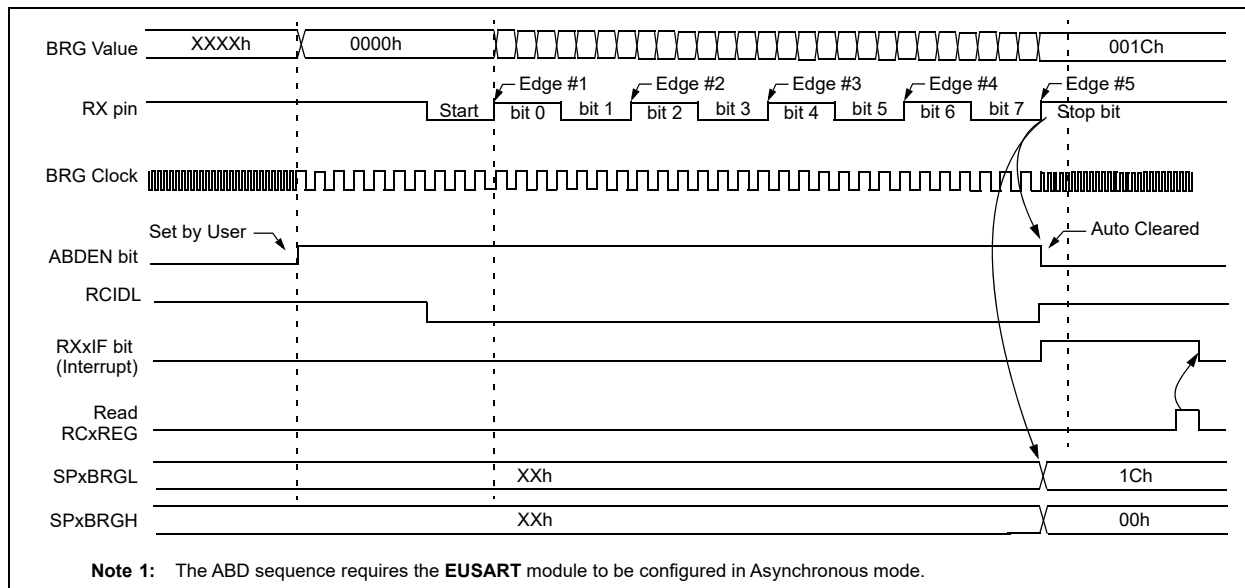 BRG Value XXXXh 0000h 001Ch
Edge #1 Edge #2 Edge #3 Edge #4 Edge #5
RX pin Start bit 0 bit 1 bit 2 bit 3 bit 4 bit 5 bit 6 bit 7 Stop bit
BRG Clock
Set by User Auto Cleared
ABDEN bit
RCIDL
RXxIF bit
(Interrupt)
Read
RCxREG
SPxBRGL XXh 1Ch
SPxBRGH XXh 00h
Note 1: The ABD sequence requires the EUSART module to be configured in Asynchronous mode.